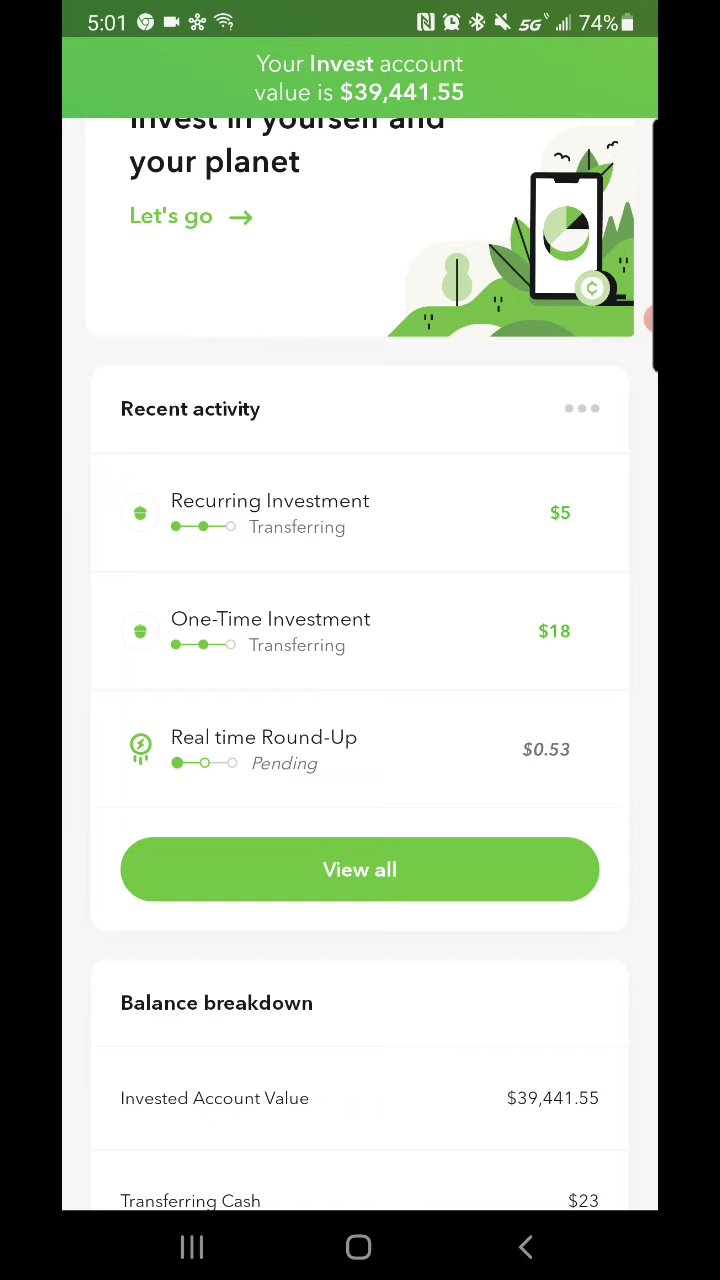 5:01 5G 74%
Your Invest account
value is $39,441.55
Invest in yourself and
your planet
Let's go →
¢
Recent activity
Recurring Investment
Transferring
$5
One-Time Investment
Transferring
$18
Real time Round-Up
Pending
$0.53
View all
Balance breakdown
Invested Account Value $39,441.55
Transferring Cash $23